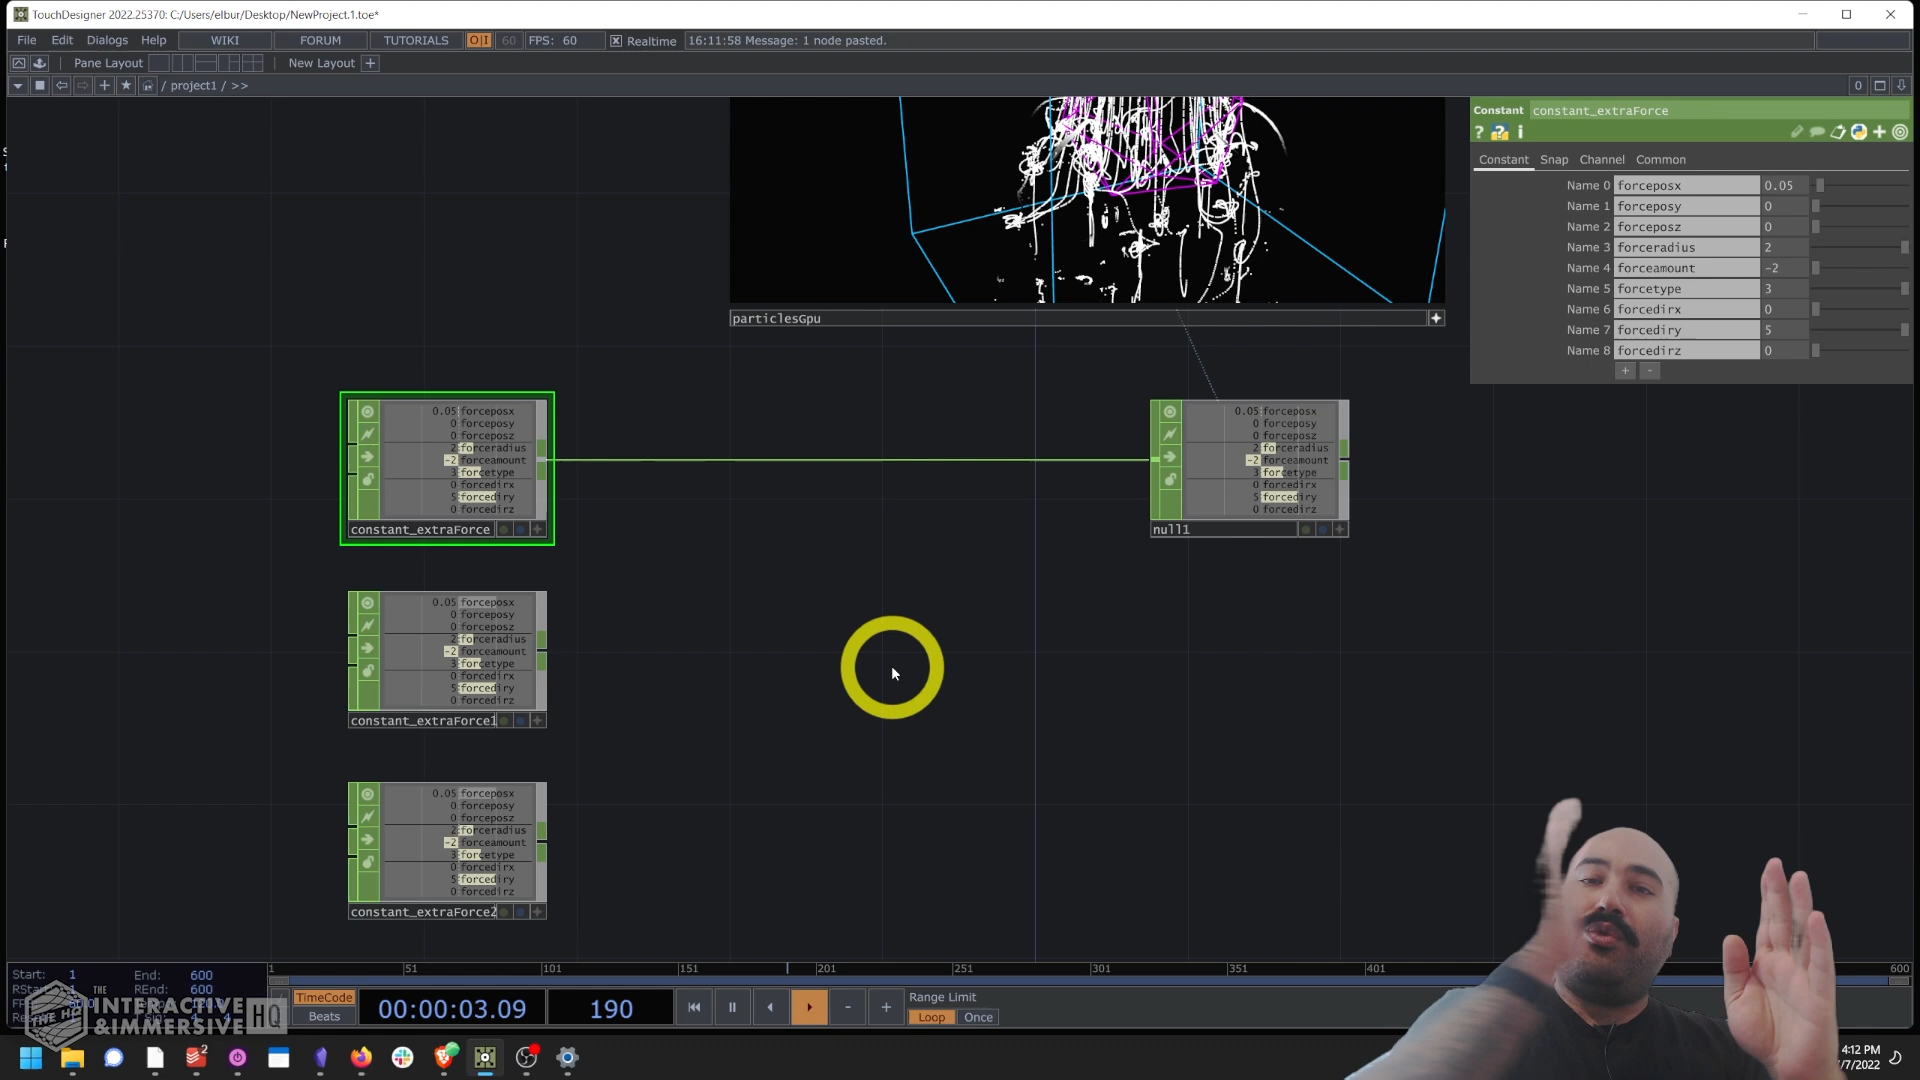 TouchDesigner 2022.25370: C:/Users/elbur/Desktop/NewProject.1.toe*
File Edit Dialogs Help WIKI FORUM TUTORIALS O|I 60 FPS: 60 Realtime 16:11:58 Message: 1 node pasted.
Pane Layout New Layout +
/ project1 / >> 0
Constant constant_extraForce
? i
Constant Snap Channel Common
Name 0 forceposx 0.05
Name 1 forceposy 0
Name 2 forceposz 0
Name 3 forceradius 2
Name 4 forceamount -2
Name 5 forcetype 3
Name 6 forcedirx 0
Name 7 forcediry 5
Name 8 forcedirz 0
+ -
particlesGpu
0.05 forceposx
0 forceposy
0 forceposz
2 forceradius
-2 forceamount
3 forcetype
0 forcedirx
5 forcediry
0 forcedirz
constant_extraForce
0.05 forceposx
0 forceposy
0 forceposz
2 forceradius
-2 forceamount
3 forcetype
0 forcedirx
5 forcediry
0 forcedirz
null1
0.05 forceposx
0 forceposy
0 forceposz
2 forceradius
-2 forceamount
3 forcetype
0 forcedirx
5 forcediry
0 forcedirz
constant_extraForce1
0.05 forceposx
0 forceposy
0 forceposz
2 forceradius
-2 forceamount
3 forcetype
0 forcedirx
5 forcediry
0 forcedirz
constant_extraForce2
1 51 101 151 201 251 301 351 401 600
Start: 1 End: 600
RStart: REnd: 600
THE INTERACTIVE & IMMERSIVE HQ
THE HQ
TimeCode
Beats
00:00:03.09 190
- +
Range Limit
Loop Once
2
4:12 PM
/7/2022